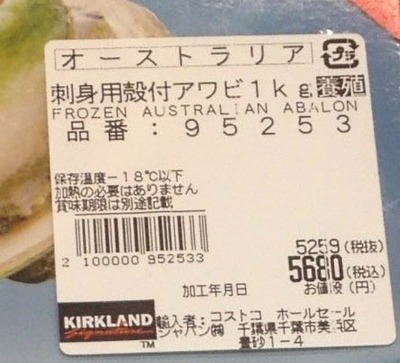 オーストラリア
プラ
刺身用殻付アワビ1kg養殖
FROZEN AUSTRALIAN ABALON
品番:95253
保存温度－18℃以下
加熱の必要はありません
賞味期限は別途記載
2 100000 952533
5259(税抜)
5680(税込)
お値段(円)
加工年月日
KIRKLAND
Signature
TM
輸入者:コストコ ホールセール
ジャパン㈱ 千葉県千葉市美浜区
豊砂1-4